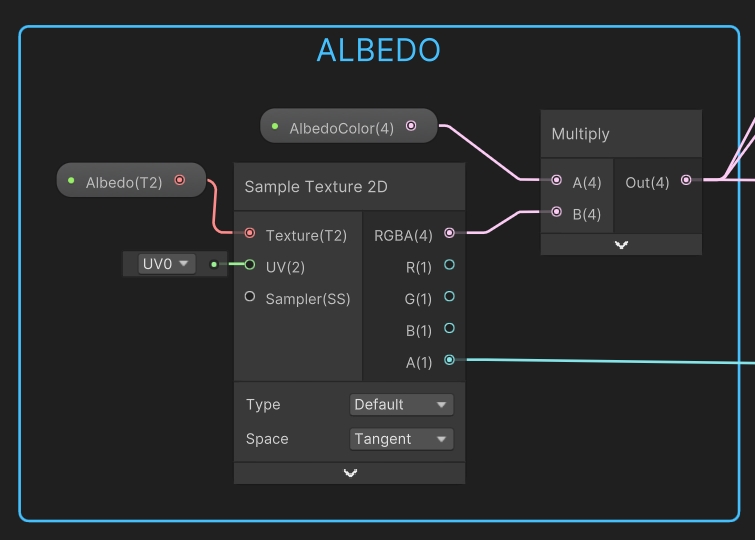 ALBEDO
AlbedoColor(4)
Albedo(T2)
UV0
Sample Texture 2D
Texture(T2)
UV(2)
Sampler(SS)
RGBA(4)
R(1)
G(1)
B(1)
A(1)
Type
Default
Space
Tangent
Multiply
A(4)
B(4)
Out(4)